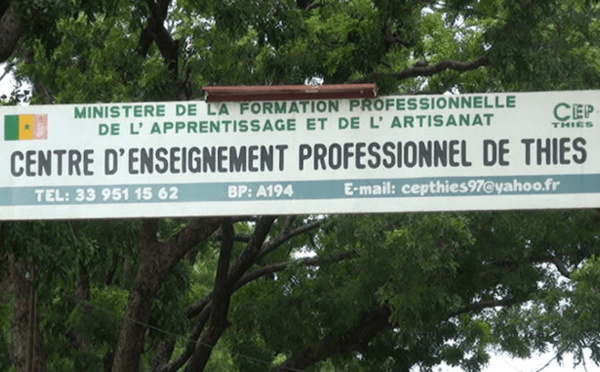 MINISTERE DE LA FORMATION PROFESSIONNELLE
DE L' APPRENTISSAGE ET DE L' ARTISANAT
CEP
THIES
CENTRE D'ENSEIGNEMENT PROFESSIONNEL DE THIES
TEL: 33 951 15 62 BP: A194 E-mail: cepthies97@yahoo.fr